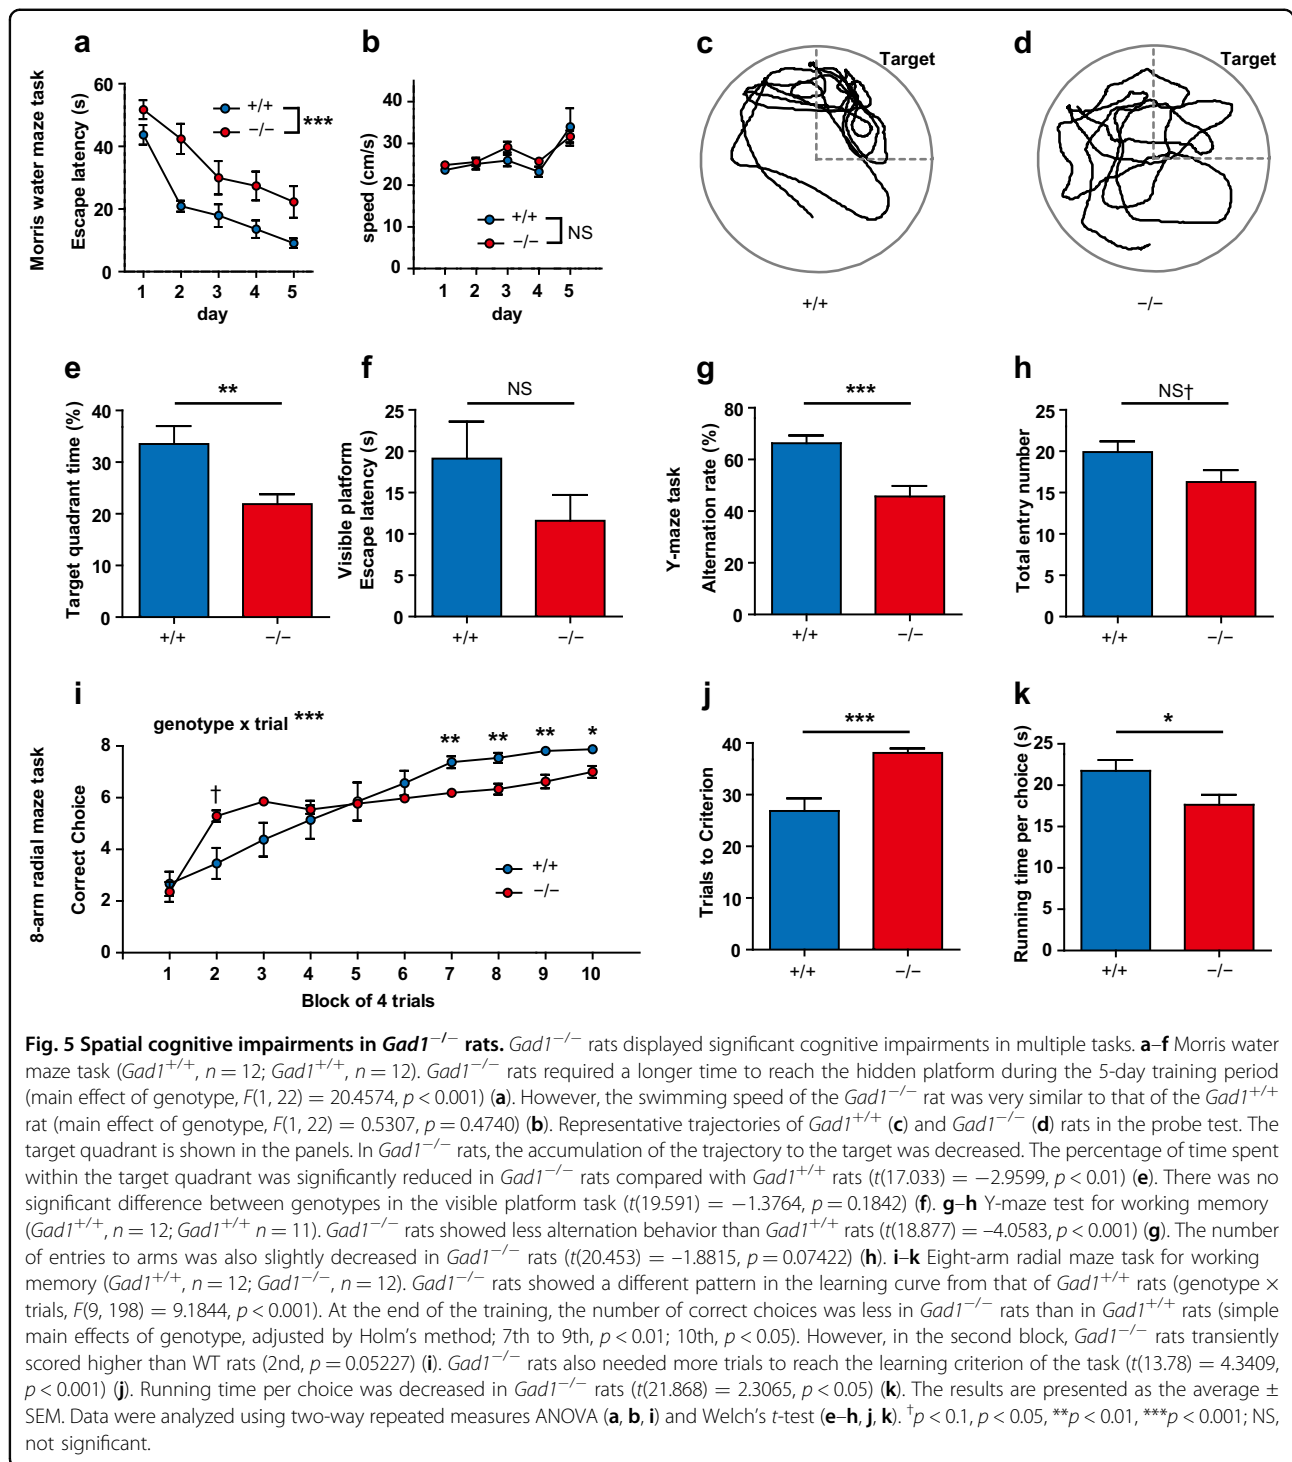 a
b
c
d
Morris water maze task
Escape latency (s)
60
40
20
0
+/+
−/−
***
1 2 3 4 5
day
speed (cm/s)
40
30
20
10
0
+/+
−/−
NS
1 2 3 4 5
day
Target
+/+
Target
−/−
e
f
g
h
Target quadrant time (%)
40
30
20
10
0
**
+/+ −/−
Visible platform
Escape latency (s)
25
20
15
10
5
0
NS
+/+ −/−
Y-maze task
Alternation rate (%)
80
60
40
20
0
***
+/+ −/−
Total entry number
25
20
15
10
5
0
NS†
+/+ −/−
i
j
k
8-arm radial maze task
Correct Choice
genotype x trial ***
8
6
4
2
0
†
** ** ** *
+/+
−/−
1 2 3 4 5 6 7 8 9 10
Block of 4 trials
Trials to Criterion
40
30
20
10
0
***
+/+ −/−
Running time per choice (s)
25
20
15
10
5
0
*
+/+ −/−
Fig. 5 Spatial cognitive impairments in Gad1−/− rats. Gad1−/− rats displayed significant cognitive impairments in multiple tasks. a–f Morris water
maze task (Gad1+/+, n = 12; Gad1+/+, n = 12). Gad1−/− rats required a longer time to reach the hidden platform during the 5-day training period
(main effect of genotype, F(1, 22) = 20.4574, p < 0.001) (a). However, the swimming speed of the Gad1−/− rat was very similar to that of the Gad1+/+
rat (main effect of genotype, F(1, 22) = 0.5307, p = 0.4740) (b). Representative trajectories of Gad1+/+ (c) and Gad1−/− (d) rats in the probe test. The
target quadrant is shown in the panels. In Gad1−/− rats, the accumulation of the trajectory to the target was decreased. The percentage of time spent
within the target quadrant was significantly reduced in Gad1−/− rats compared with Gad1+/+ rats (t(17.033) = −2.9599, p < 0.01) (e). There was no
significant difference between genotypes in the visible platform task (t(19.591) = −1.3764, p = 0.1842) (f). g–h Y-maze test for working memory
(Gad1+/+, n = 12; Gad1+/+ n = 11). Gad1−/− rats showed less alternation behavior than Gad1+/+ rats (t(18.877) = −4.0583, p < 0.001) (g). The number
of entries to arms was also slightly decreased in Gad1−/− rats (t(20.453) = −1.8815, p = 0.07422) (h). i–k Eight-arm radial maze task for working
memory (Gad1+/+, n = 12; Gad1−/−, n = 12). Gad1−/− rats showed a different pattern in the learning curve from that of Gad1+/+ rats (genotype ×
trials, F(9, 198) = 9.1844, p < 0.001). At the end of the training, the number of correct choices was less in Gad1−/− rats than in Gad1+/+ rats (simple
main effects of genotype, adjusted by Holm's method; 7th to 9th, p < 0.01; 10th, p < 0.05). However, in the second block, Gad1−/− rats transiently
scored higher than WT rats (2nd, p = 0.05227) (i). Gad1−/− rats also needed more trials to reach the learning criterion of the task (t(13.78) = 4.3409,
p < 0.001) (j). Running time per choice was decreased in Gad1−/− rats (t(21.868) = 2.3065, p < 0.05) (k). The results are presented as the average ±
SEM. Data were analyzed using two-way repeated measures ANOVA (a, b, i) and Welch's t-test (e–h, j, k). †p < 0.1, p < 0.05, **p < 0.01, ***p < 0.001; NS,
not significant.